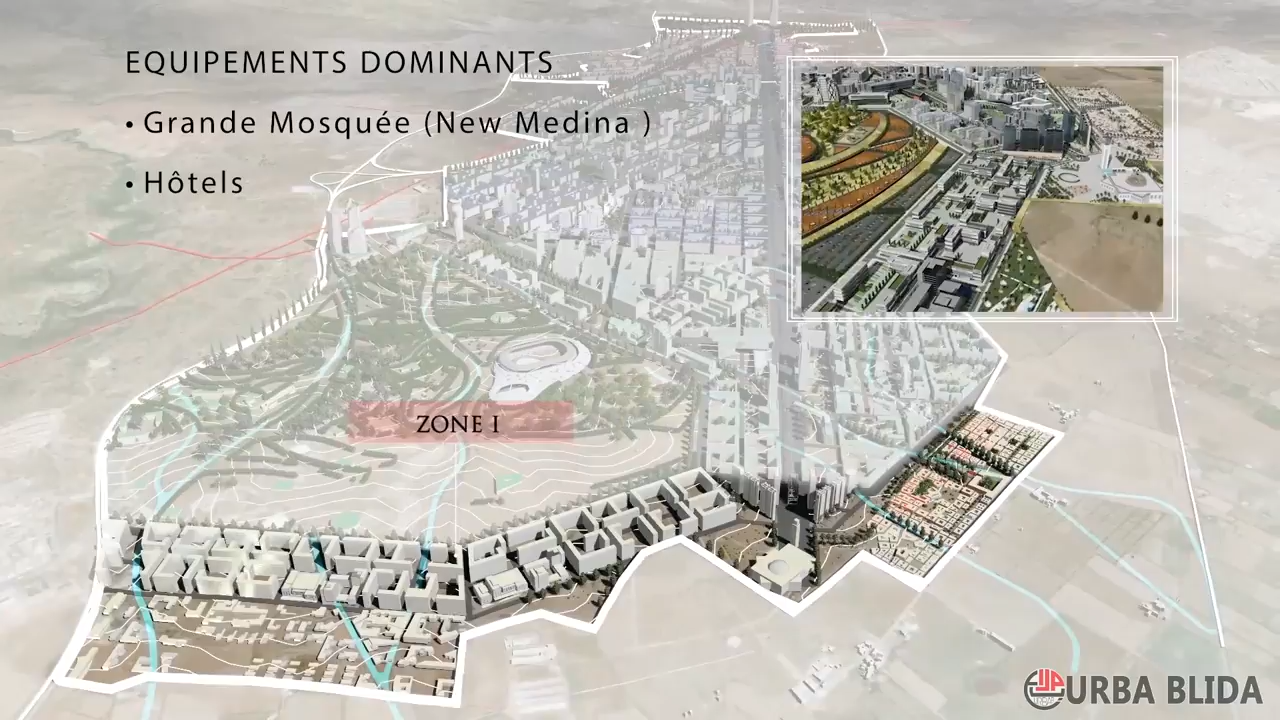 EQUIPEMENTS DOMINANTS
• Grande Mosquée (New Medina )
• Hôtels
ZONE I
URBA BLIDA